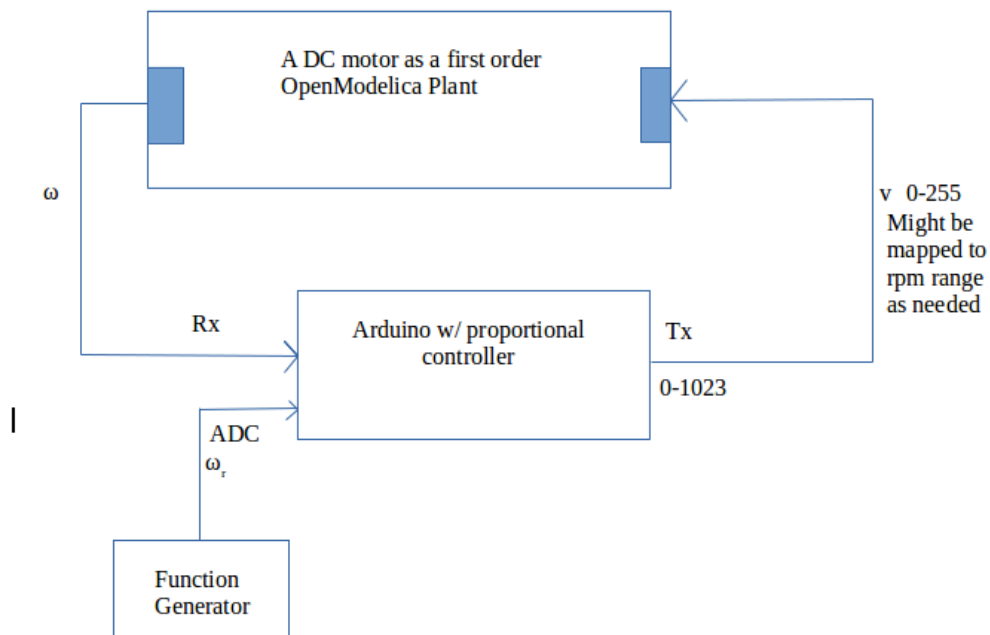 A DC motor as a first order
OpenModelica Plant
ω
v 0-255
Might be
mapped to
rpm range
as needed
Rx
Arduino w/ proportional
controller
Tx
0-1023
ADC
ωr
Function
Generator